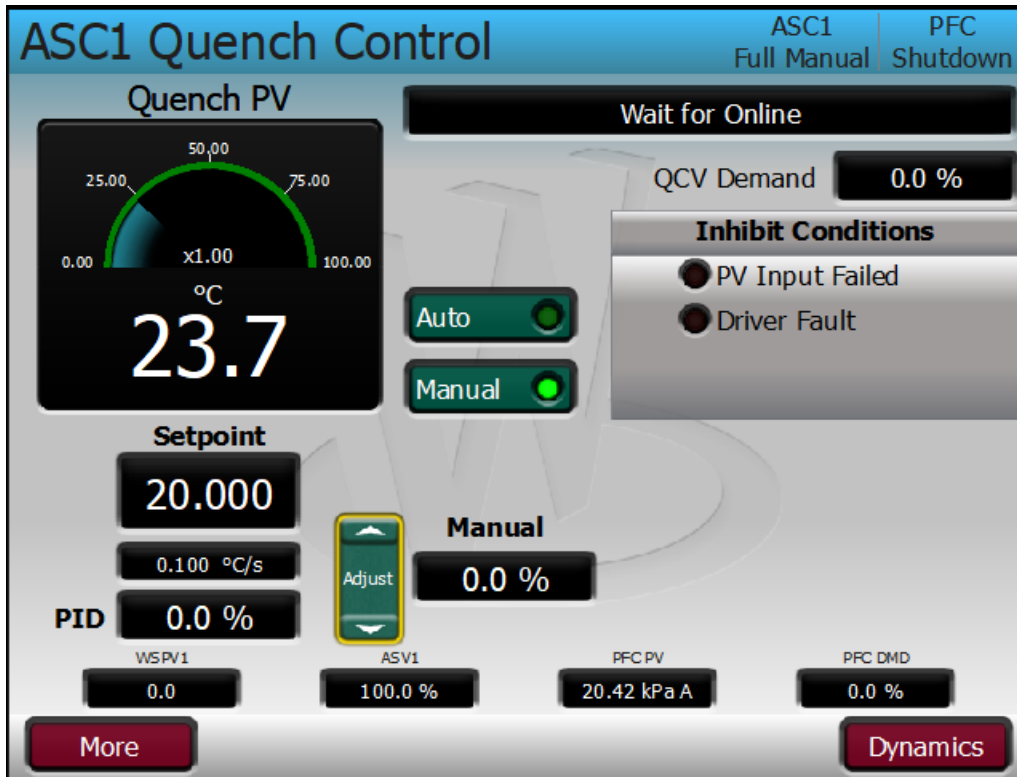 ASC1 Quench Control
ASC1
Full Manual
PFC
Shutdown
Quench PV
Wait for Online
50.00
25.00
75.00
0.00
x1.00
100.00
°C
23.7
QCV Demand
0.0 %
Inhibit Conditions
PV Input Failed
Driver Fault
Auto
Manual
Setpoint
20.000
0.100 °C/s
PID
0.0 %
Adjust
Manual
0.0 %
WSPV1
ASV1
PFC PV
PFC DMD
0.0
100.0 %
20.42 kPa A
0.0 %
More
Dynamics